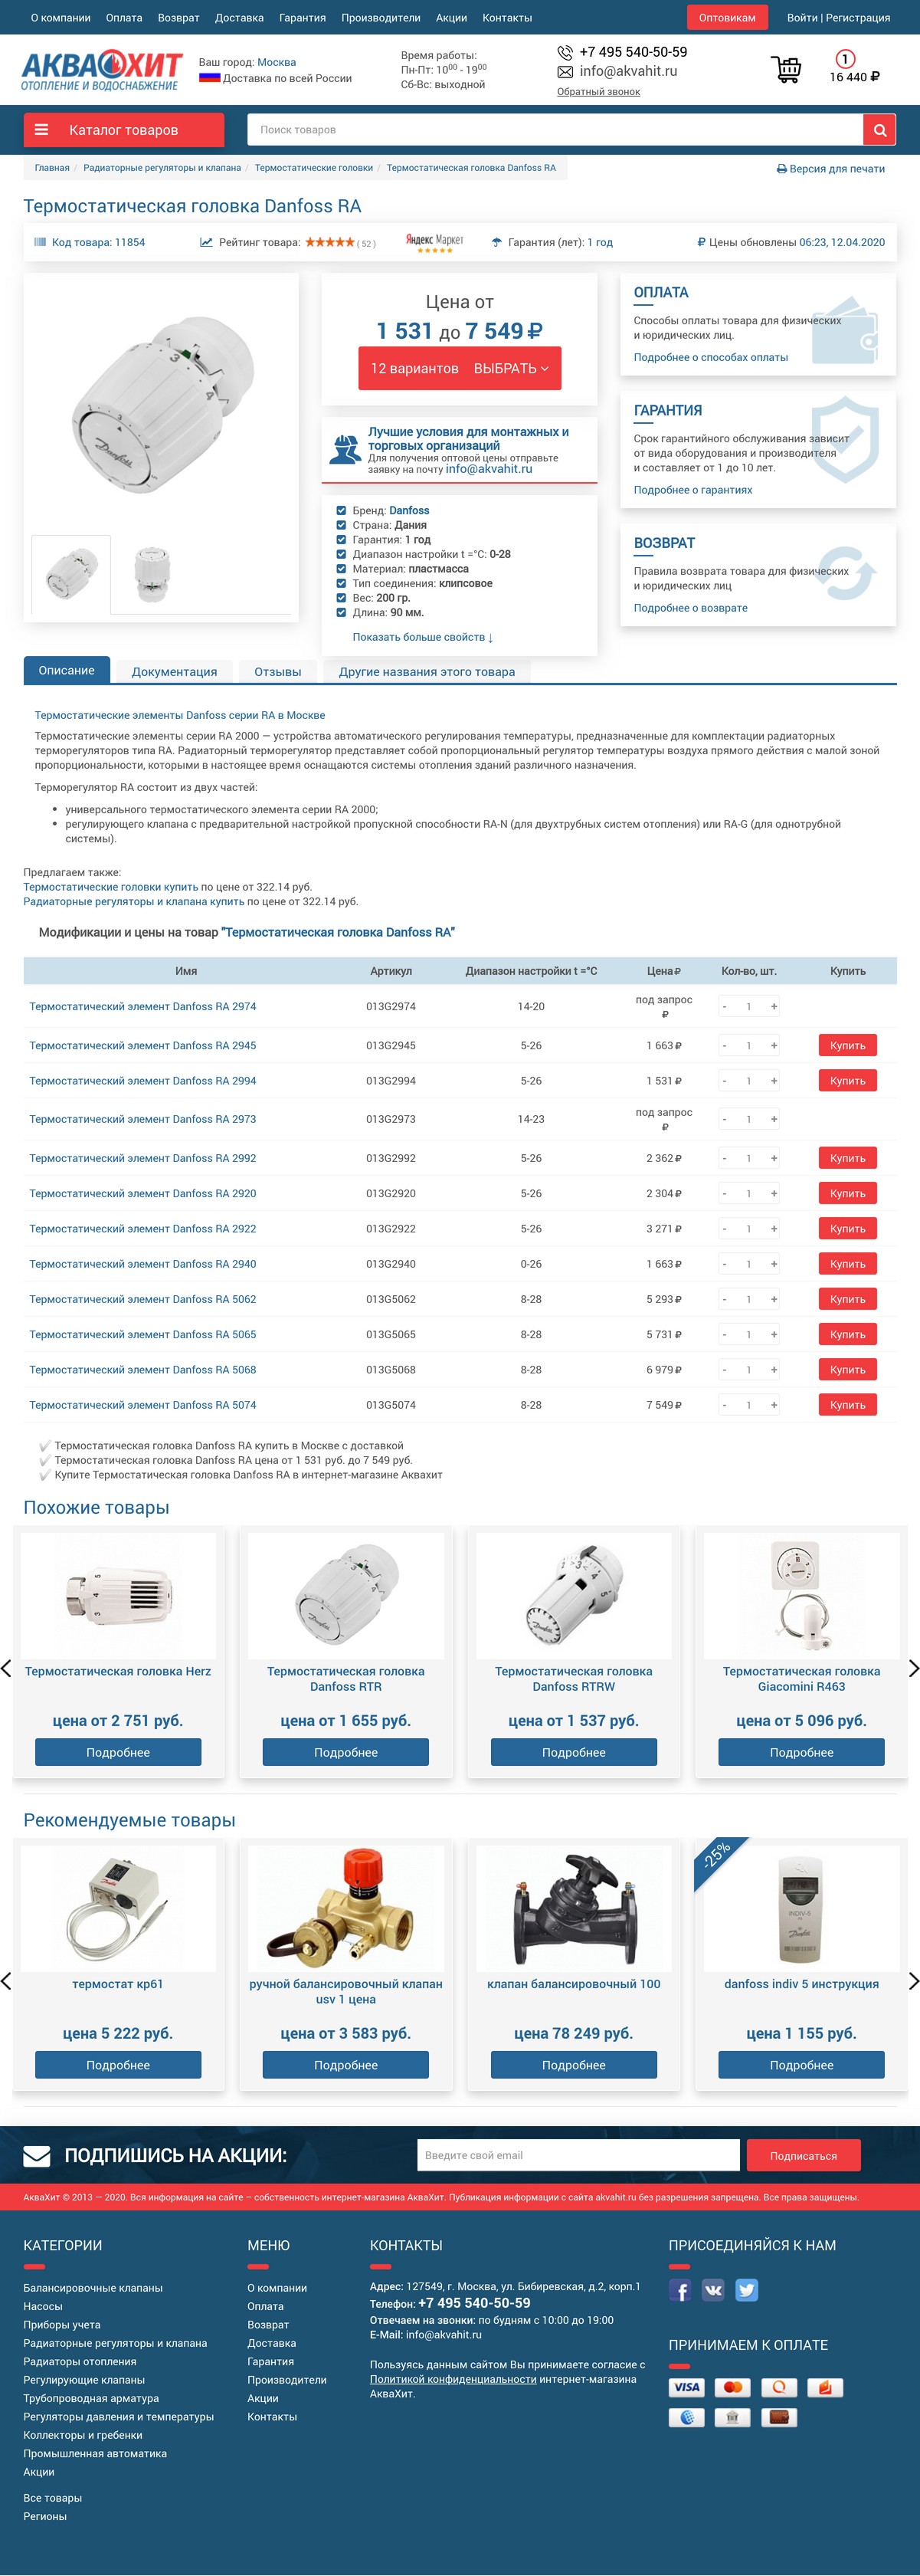 О компании Оплата Возврат Доставка Гарантия Производители Акции Контакты Оптовикам Войти | Регистрация
АКВАХИТ
ОТОПЛЕНИЕ И ВОДОСНАБЖЕНИЕ
Ваш город: Москва
Доставка по всей России
Время работы:
Пн-Пт: 10⁰⁰ - 19⁰⁰
Сб-Вс: выходной
+7 495 540-50-59
info@akvahit.ru
Обратный звонок
1
16 440 ₽
Каталог товаров
Поиск товаров
Главная / Радиаторные регуляторы и клапана / Термостатические головки / Термостатическая головка Danfoss RA
Версия для печати
Термостатическая головка Danfoss RA
Код товара: 11854 Рейтинг товара: ( 52 ) Яндекс Маркет Гарантия (лет): 1 год ₽ Цены обновлены 06:23, 12.04.2020
Цена от
1 531 до 7 549 ₽
12 вариантов ВЫБРАТЬ
Лучшие условия для монтажных и
торговых организаций
Для получения оптовой цены отправьте
заявку на почту info@akvahit.ru
Бренд: Danfoss
Страна: Дания
Гарантия: 1 год
Диапазон настройки t =°C: 0-28
Материал: пластмасса
Тип соединения: клипсовое
Вес: 200 гр.
Длина: 90 мм.
Показать больше свойств ↓
ОПЛАТА
Способы оплаты товара для физических
и юридических лиц.
Подробнее о способах оплаты
ГАРАНТИЯ
Срок гарантийного обслуживания зависит
от вида оборудования и производителя
и составляет от 1 до 10 лет.
Подробнее о гарантиях
ВОЗВРАТ
Правила возврата товара для физических
и юридических лиц
Подробнее о возврате
Описание Документация Отзывы Другие названия этого товара
Термостатические элементы Danfoss серии RA в Москве
Термостатические элементы серии RA 2000 — устройства автоматического регулирования температуры, предназначенные для комплектации радиаторных
терморегуляторов типа RA. Радиаторный терморегулятор представляет собой пропорциональный регулятор температуры воздуха прямого действия с малой зоной
пропорциональности, которыми в настоящее время оснащаются системы отопления зданий различного назначения.
Терморегулятор RA состоит из двух частей:
• универсального термостатического элемента серии RA 2000;
• регулирующего клапана с предварительной настройкой пропускной способности RA-N (для двухтрубных систем отопления) или RA-G (для однотрубной
системы).
Предлагаем также:
Термостатические головки купить по цене от 322.14 руб.
Радиаторные регуляторы и клапана купить по цене от 322.14 руб.
Модификации и цены на товар "Термостатическая головка Danfoss RA"
Имя Артикул Диапазон настройки t =°C Цена ₽ Кол-во, шт. Купить
Термостатический элемент Danfoss RA 2974 013G2974 14-20 под запрос ₽ - 1 +
Термостатический элемент Danfoss RA 2945 013G2945 5-26 1 663 ₽ - 1 + Купить
Термостатический элемент Danfoss RA 2994 013G2994 5-26 1 531 ₽ - 1 + Купить
Термостатический элемент Danfoss RA 2973 013G2973 14-23 под запрос ₽ - 1 +
Термостатический элемент Danfoss RA 2992 013G2992 5-26 2 362 ₽ - 1 + Купить
Термостатический элемент Danfoss RA 2920 013G2920 5-26 2 304 ₽ - 1 + Купить
Термостатический элемент Danfoss RA 2922 013G2922 5-26 3 271 ₽ - 1 + Купить
Термостатический элемент Danfoss RA 2940 013G2940 0-26 1 663 ₽ - 1 + Купить
Термостатический элемент Danfoss RA 5062 013G5062 8-28 5 293 ₽ - 1 + Купить
Термостатический элемент Danfoss RA 5065 013G5065 8-28 5 731 ₽ - 1 + Купить
Термостатический элемент Danfoss RA 5068 013G5068 8-28 6 979 ₽ - 1 + Купить
Термостатический элемент Danfoss RA 5074 013G5074 8-28 7 549 ₽ - 1 + Купить
Термостатическая головка Danfoss RA купить в Москве с доставкой
Термостатическая головка Danfoss RA цена от 1 531 руб. до 7 549 руб.
Купите Термостатическая головка Danfoss RA в интернет-магазине Аквахит
Похожие товары
Термостатическая головка Herz
цена от 2 751 руб.
Подробнее
Термостатическая головка
Danfoss RTR
цена от 1 655 руб.
Подробнее
Термостатическая головка
Danfoss RTRW
цена от 1 537 руб.
Подробнее
Термостатическая головка
Giacomini R463
цена от 5 096 руб.
Подробнее
Рекомендуемые товары
термостат кр61
цена 5 222 руб.
Подробнее
ручной балансировочный клапан
usv 1 цена
цена от 3 583 руб.
Подробнее
клапан балансировочный 100
цена 78 249 руб.
Подробнее
-25%
danfoss indiv 5 инструкция
цена 1 155 руб.
Подробнее
ПОДПИШИСЬ НА АКЦИИ:
Введите свой email
Подписаться
АкваХит © 2013 — 2020. Вся информация на сайте – собственность интернет-магазина АкваХит. Публикация информации с сайта akvahit.ru без разрешения запрещена. Все права защищены.
КАТЕГОРИИ
Балансировочные клапаны
Насосы
Приборы учета
Радиаторные регуляторы и клапана
Радиаторы отопления
Регулирующие клапаны
Трубопроводная арматура
Регуляторы давления и температуры
Коллекторы и гребенки
Промышленная автоматика
Акции
Все товары
Регионы
МЕНЮ
О компании
Оплата
Возврат
Доставка
Гарантия
Производители
Акции
Контакты
КОНТАКТЫ
Адрес: 127549, г. Москва, ул. Бибиревская, д.2, корп.1
Телефон: +7 495 540-50-59
Отвечаем на звонки: по будням с 10:00 до 19:00
E-Mail: info@akvahit.ru
Пользуясь данным сайтом Вы принимаете согласие с
Политикой конфиденциальности интернет-магазина
АкваХит.
ПРИСОЕДИНЯЙСЯ К НАМ
ПРИНИМАЕМ К ОПЛАТЕ
VISA